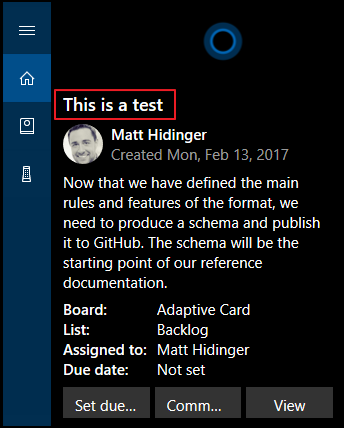 This is a test
Matt Hidinger
Created Mon, Feb 13, 2017
Now that we have defined the main
rules and features of the format, we
need to produce a schema and publish
it to GitHub. The schema will be the
starting point of our reference
documentation.
Board: Adaptive Card
List: Backlog
Assigned to: Matt Hidinger
Due date: Not set
Set due... Comm... View